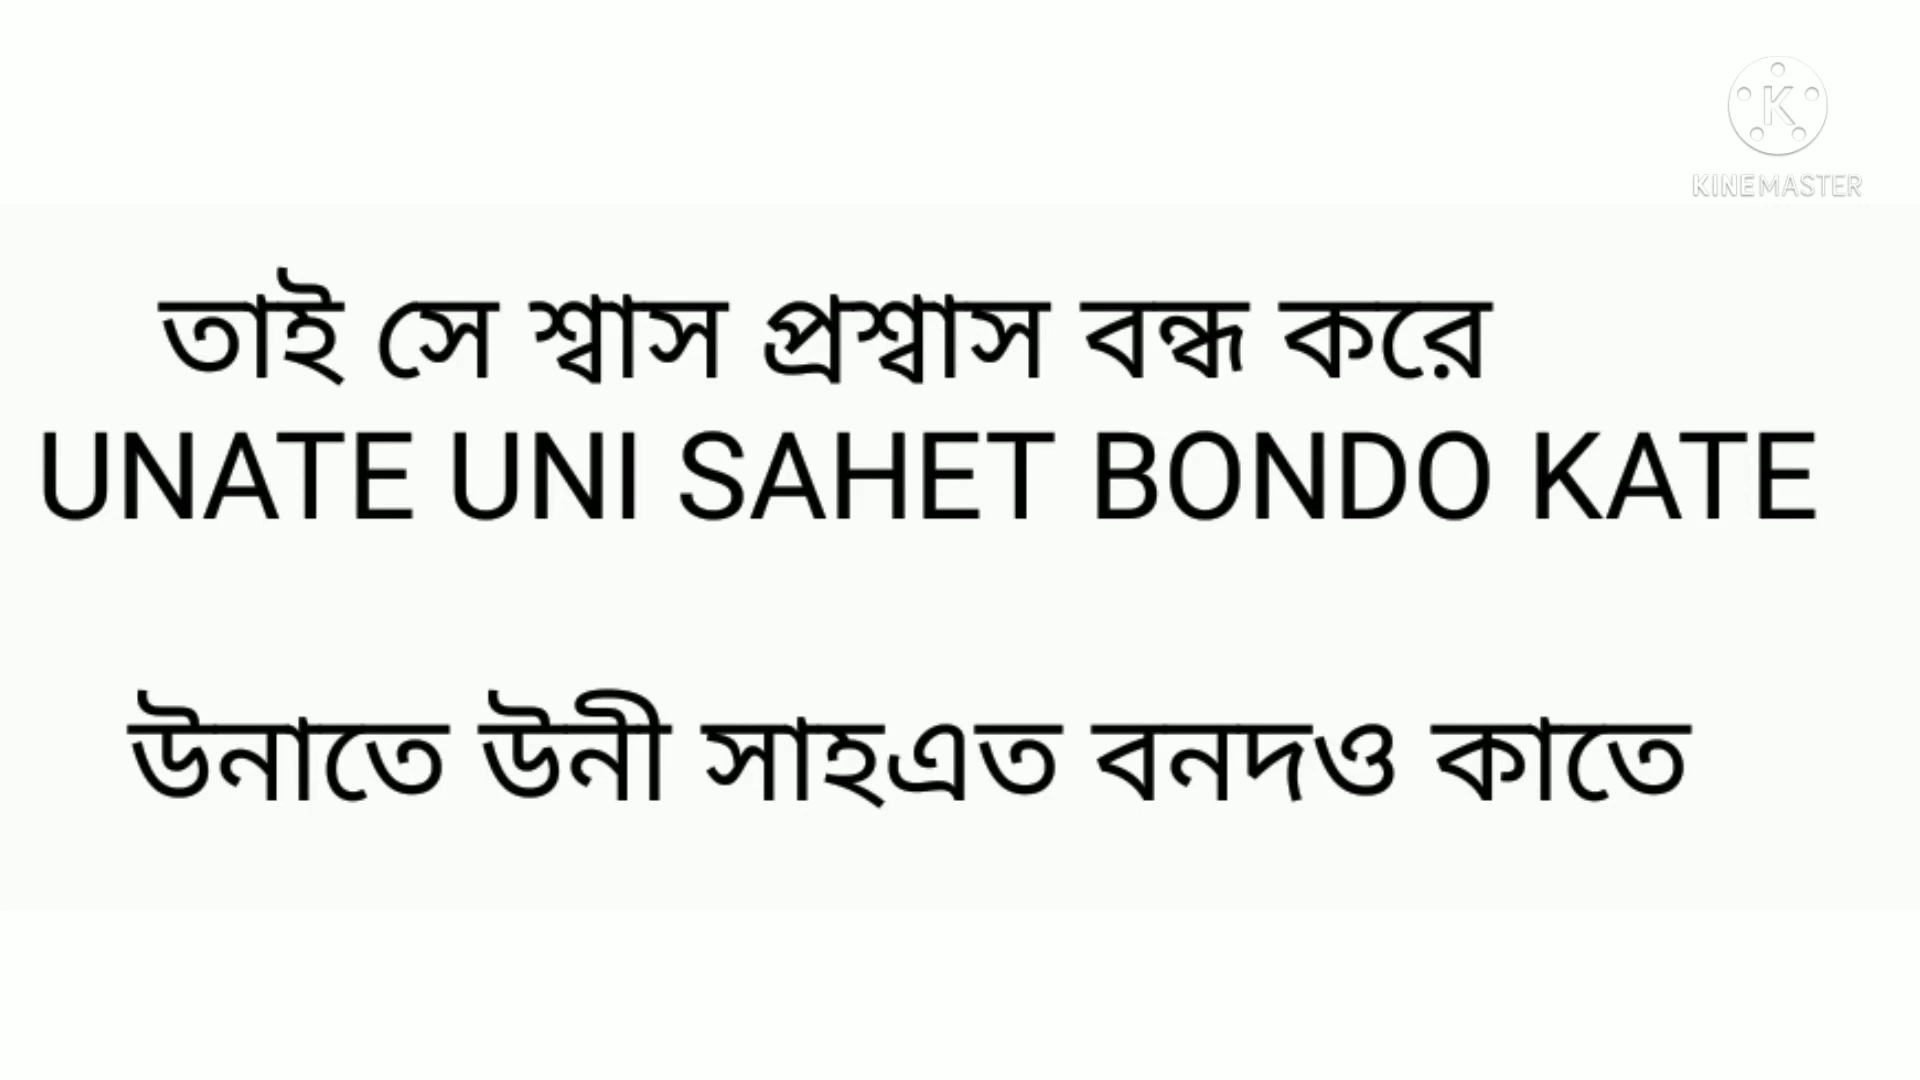 KINEMASTER
তাই সে শ্বাস প্রশ্বাস বন্ধ করে
UNATE UNI SAHET BONDO KATE
উনাতে উনী সাহএত বনদও কাতে